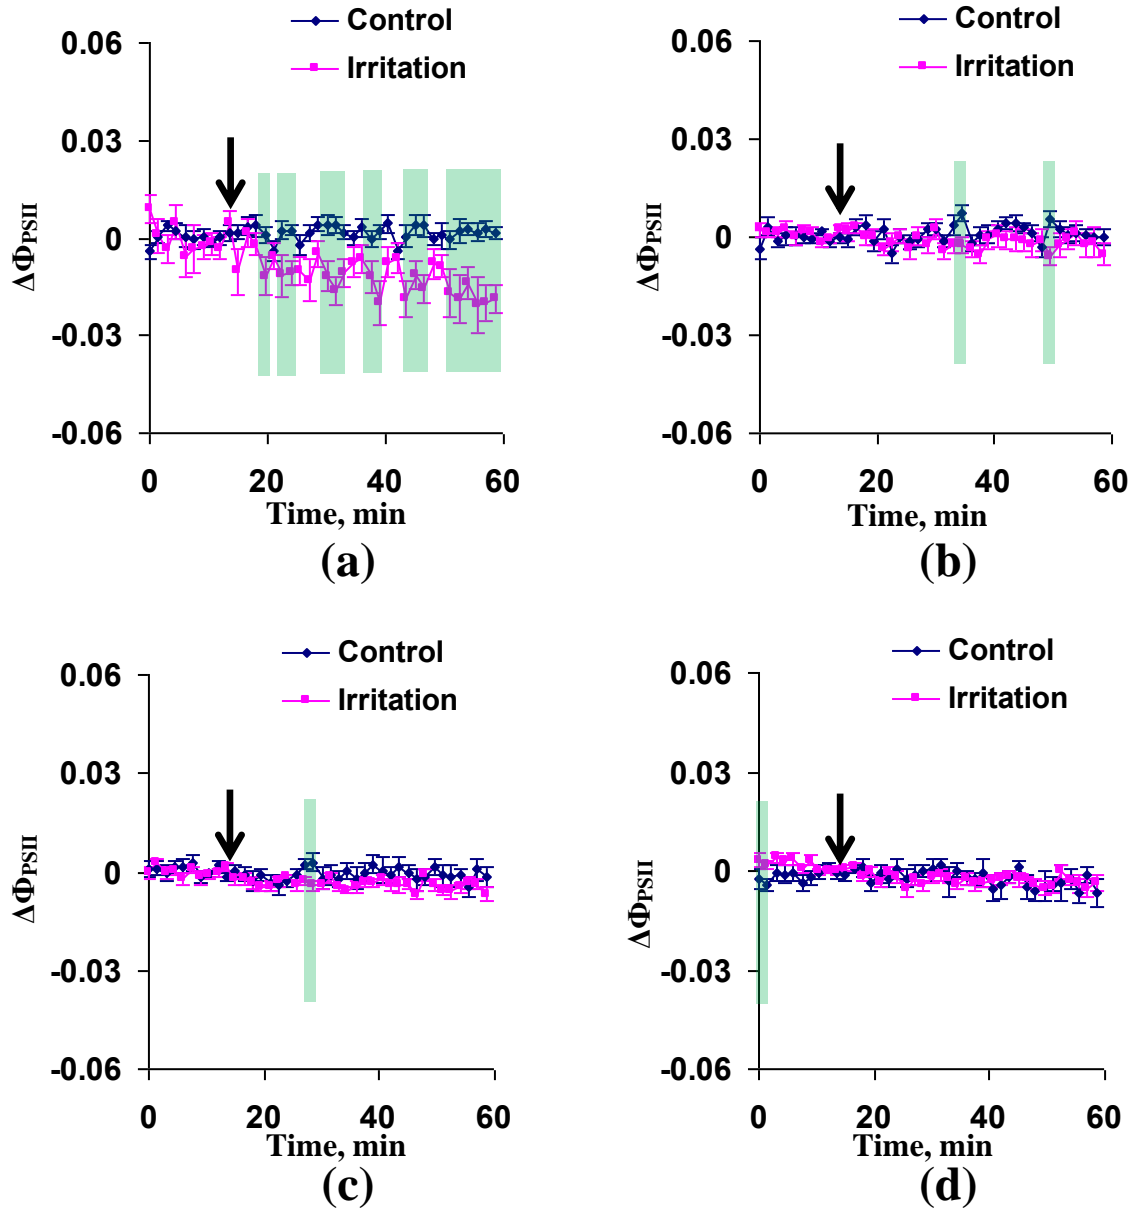 Control
Irritation
0.06
0.03
0
-0.03
-0.06
ΔΦPSII
0 20 40 60
Time, min
(a)
Control
Irritation
0.06
0.03
0
-0.03
-0.06
ΔΦPSII
0 20 40 60
Time, min
(b)
Control
Irritation
0.06
0.03
0
-0.03
-0.06
ΔΦPSII
0 20 40 60
Time, min
(c)
Control
Irritation
0.06
0.03
0
-0.03
-0.06
ΔΦPSII
0 20 40 60
Time, min
(d)